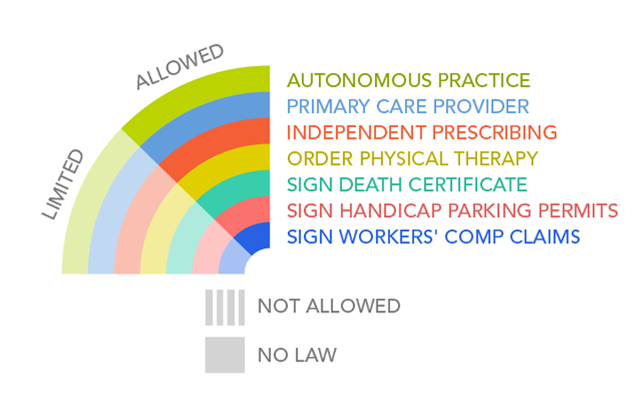 ALLOWED
LIMITED
AUTONOMOUS PRACTICE
PRIMARY CARE PROVIDER
INDEPENDENT PRESCRIBING
ORDER PHYSICAL THERAPY
SIGN DEATH CERTIFICATE
SIGN HANDICAP PARKING PERMITS
SIGN WORKERS' COMP CLAIMS
NOT ALLOWED
NO LAW